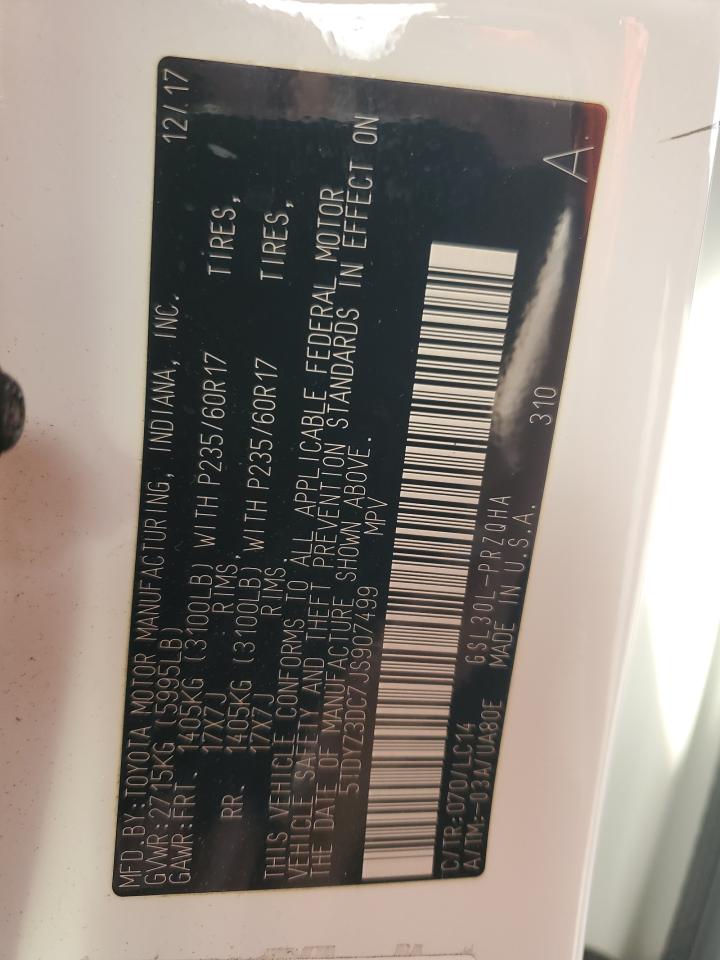 MFD.BY:TOYOTA MOTOR MANUFACTURING, INDIANA, INC. 12/17
GVWR:2715KG (5995LB)
GAWR:FRT. 1405KG (3100LB) WITH P235/60R17 TIRES,
17X7J RIMS,
RR. 1405KG (3100LB) WITH P235/60R17 TIRES,
17X7J RIMS
THIS VEHICLE CONFORMS TO ALL APPLICABLE FEDERAL MOTOR
VEHICLE SAFETY AND THEFT PREVENTION STANDARDS IN EFFECT ON
THE DATE OF MANUFACTURE SHOWN ABOVE.
5TDYZ3DC7JS907499 MPV
C/TR:070/LC14 GSL30L-PRZQHA
A/TM:-03A/UA80E MADE IN U.S.A. 310 A.